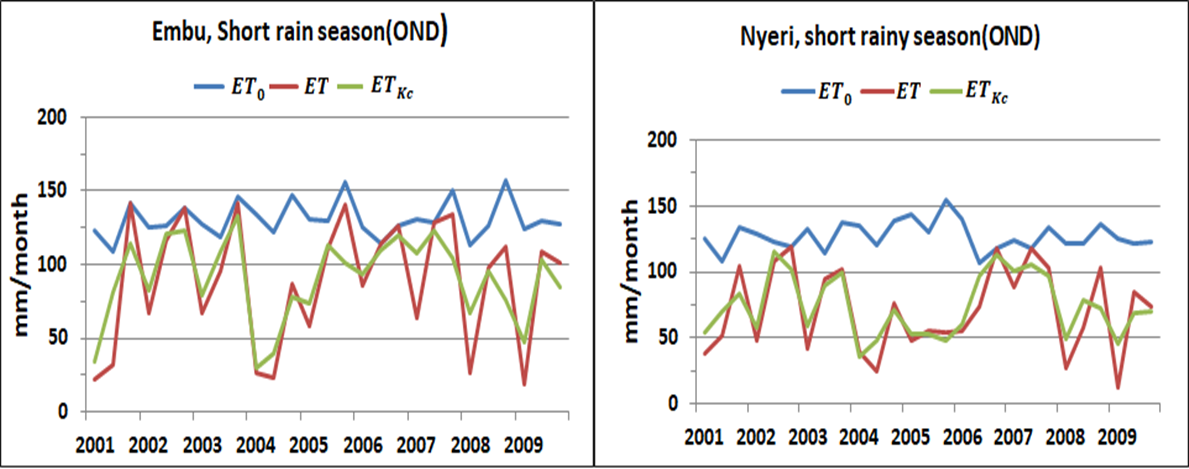 Embu, Short rain season(OND)
ET0 ET ETKc
200
150
100
50
0
mm/month
2001 2002 2003 2004 2005 2006 2007 2008 2009
Nyeri, short rainy season(OND)
ET0 ET ETKc
200
150
100
50
0
mm/month
2001 2002 2003 2004 2005 2006 2007 2008 2009